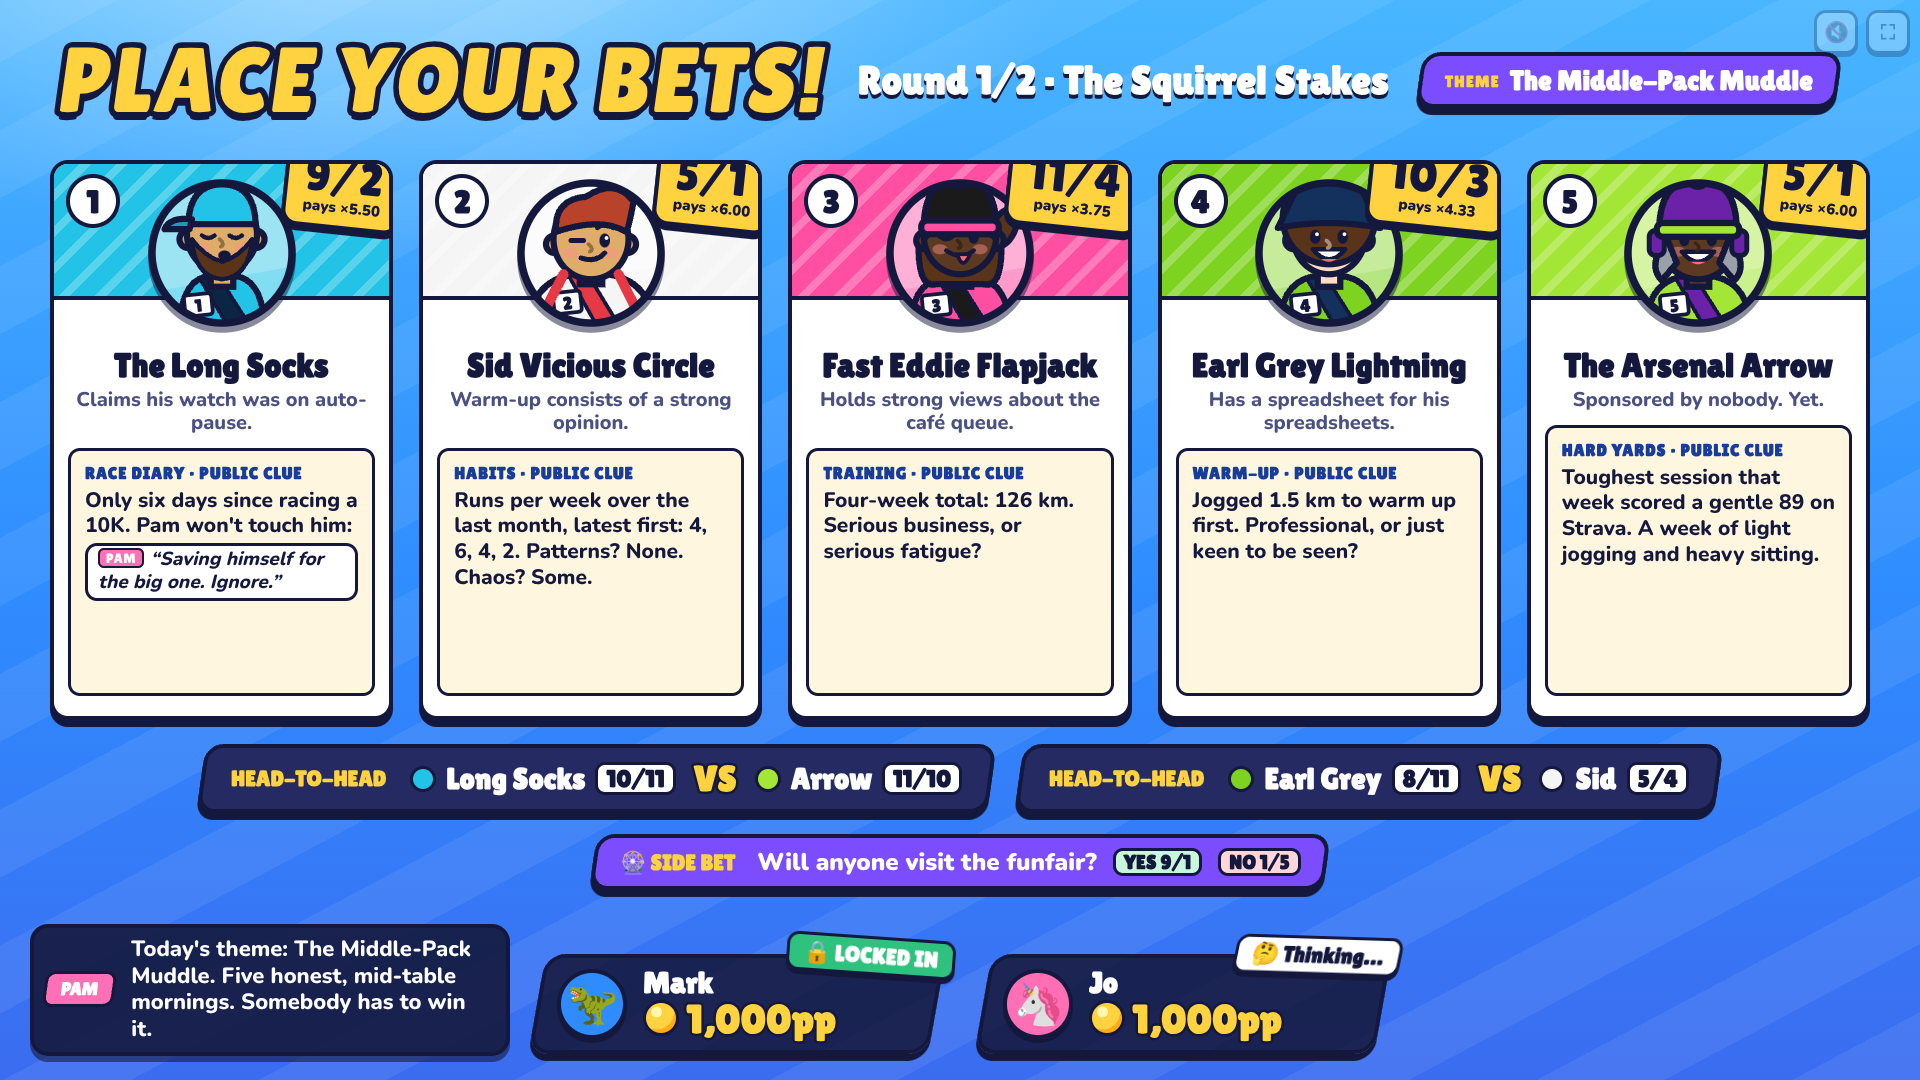 PLACE YOUR BETS!
Round 1/2 · The Squirrel Stakes
THEME The Middle-Pack Muddle
1
9/2
pays ×5.50
1
The Long Socks
Claims his watch was on auto-
pause.
RACE DIARY · PUBLIC CLUE
Only six days since racing a
10K. Pam won't touch him:
PAM “Saving himself for
the big one. Ignore.”
2
5/1
pays ×6.00
2
Sid Vicious Circle
Warm-up consists of a strong
opinion.
HABITS · PUBLIC CLUE
Runs per week over the
last month, latest first: 4,
6, 4, 2. Patterns? None.
Chaos? Some.
3
11/4
pays ×3.75
3
Fast Eddie Flapjack
Holds strong views about the
café queue.
TRAINING · PUBLIC CLUE
Four-week total: 126 km.
Serious business, or
serious fatigue?
4
10/3
pays ×4.33
4
Earl Grey Lightning
Has a spreadsheet for his
spreadsheets.
WARM-UP · PUBLIC CLUE
Jogged 1.5 km to warm up
first. Professional, or just
keen to be seen?
5
5/1
pays ×6.00
5
The Arsenal Arrow
Sponsored by nobody. Yet.
HARD YARDS · PUBLIC CLUE
Toughest session that
week scored a gentle 89 on
Strava. A week of light
jogging and heavy sitting.
HEAD-TO-HEAD Long Socks 10/11 VS Arrow 11/10
HEAD-TO-HEAD Earl Grey 8/11 VS Sid 5/4
SIDE BET Will anyone visit the funfair? YES 9/1 NO 1/5
PAM
Today's theme: The Middle-Pack
Muddle. Five honest, mid-table
mornings. Somebody has to win
it.
LOCKED IN
Mark
1,000pp
Thinking...
Jo
1,000pp